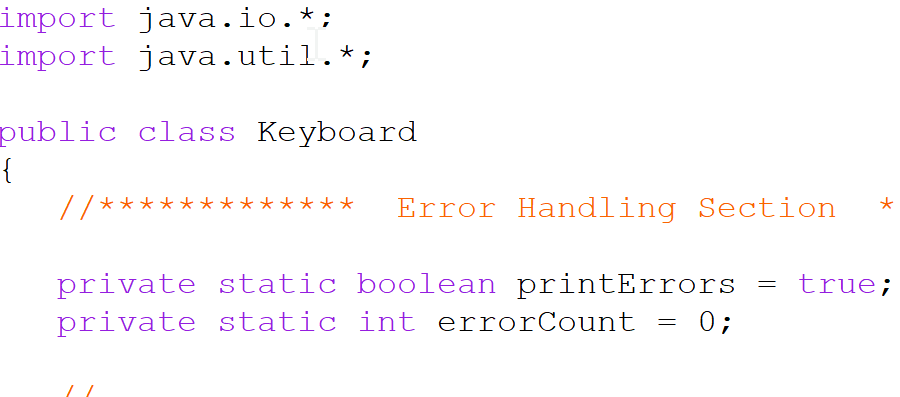 import java.io.*;
import java.util.*;
public class Keyboard
{
//************* Error Handling Section *
private static boolean printErrors = true;
private static int errorCount = 0;
//